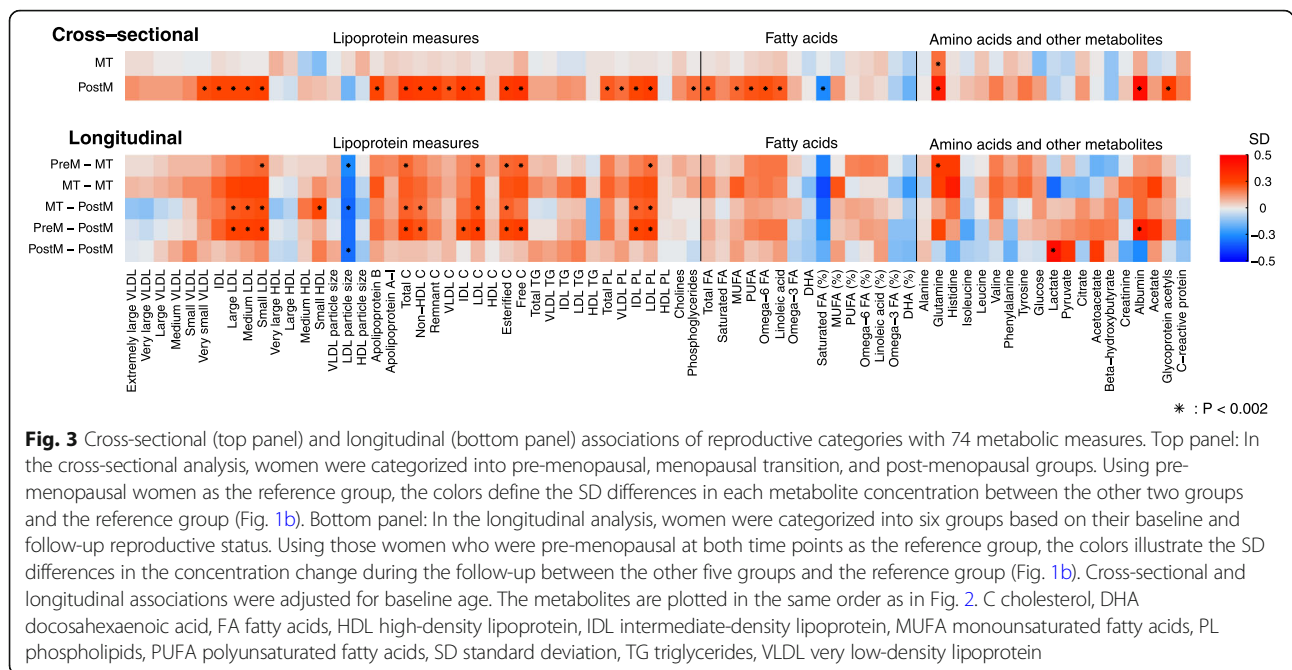 Cross−sectional
Lipoprotein measures
Fatty acids
Amino acids and other metabolites
MT
PostM
Longitudinal
Lipoprotein measures
Fatty acids
Amino acids and other metabolites
SD
PreM − MT
MT − MT
MT − PostM
PreM − PostM
PostM − PostM
0.5
0.3
0
−0.3
−0.5
Extremely large VLDL
Very large VLDL
Large VLDL
Medium VLDL
Small VLDL
Very small VLDL
IDL
Large LDL
Medium LDL
Small LDL
Very large HDL
Large HDL
Medium HDL
Small HDL
VLDL particle size
LDL particle size
HDL particle size
Apolipoprotein B
Apolipoprotein A−I
Total C
Non−HDL C
Remnant C
VLDL C
IDL C
LDL C
HDL C
Esterified C
Free C
Total TG
VLDL TG
IDL TG
LDL TG
HDL TG
Total PL
VLDL PL
IDL PL
LDL PL
HDL PL
Cholines
Phosphoglycerides
Total FA
Saturated FA
MUFA
PUFA
Omega−6 FA
Linoleic acid
Omega−3 FA
DHA
Saturated FA (%)
MUFA (%)
PUFA (%)
Omega−6 FA (%)
Linoleic acid (%)
Omega−3 FA (%)
DHA (%)
Alanine
Glutamine
Histidine
Isoleucine
Leucine
Valine
Phenylalanine
Tyrosine
Glucose
Lactate
Pyruvate
Citrate
Acetoacetate
Beta−hydroxybutyrate
Creatinine
Albumin
Acetate
Glycoprotein acetyls
C−reactive protein
* : P < 0.002
Fig. 3 Cross-sectional (top panel) and longitudinal (bottom panel) associations of reproductive categories with 74 metabolic measures. Top panel: In
the cross-sectional analysis, women were categorized into pre-menopausal, menopausal transition, and post-menopausal groups. Using pre-
menopausal women as the reference group, the colors define the SD differences in each metabolite concentration between the other two groups
and the reference group (Fig. 1b). Bottom panel: In the longitudinal analysis, women were categorized into six groups based on their baseline and
follow-up reproductive status. Using those women who were pre-menopausal at both time points as the reference group, the colors illustrate the SD
differences in the concentration change during the follow-up between the other five groups and the reference group (Fig. 1b). Cross-sectional and
longitudinal associations were adjusted for baseline age. The metabolites are plotted in the same order as in Fig. 2. C cholesterol, DHA
docosahexaenoic acid, FA fatty acids, HDL high-density lipoprotein, IDL intermediate-density lipoprotein, MUFA monounsaturated fatty acids, PL
phospholipids, PUFA polyunsaturated fatty acids, SD standard deviation, TG triglycerides, VLDL very low-density lipoprotein